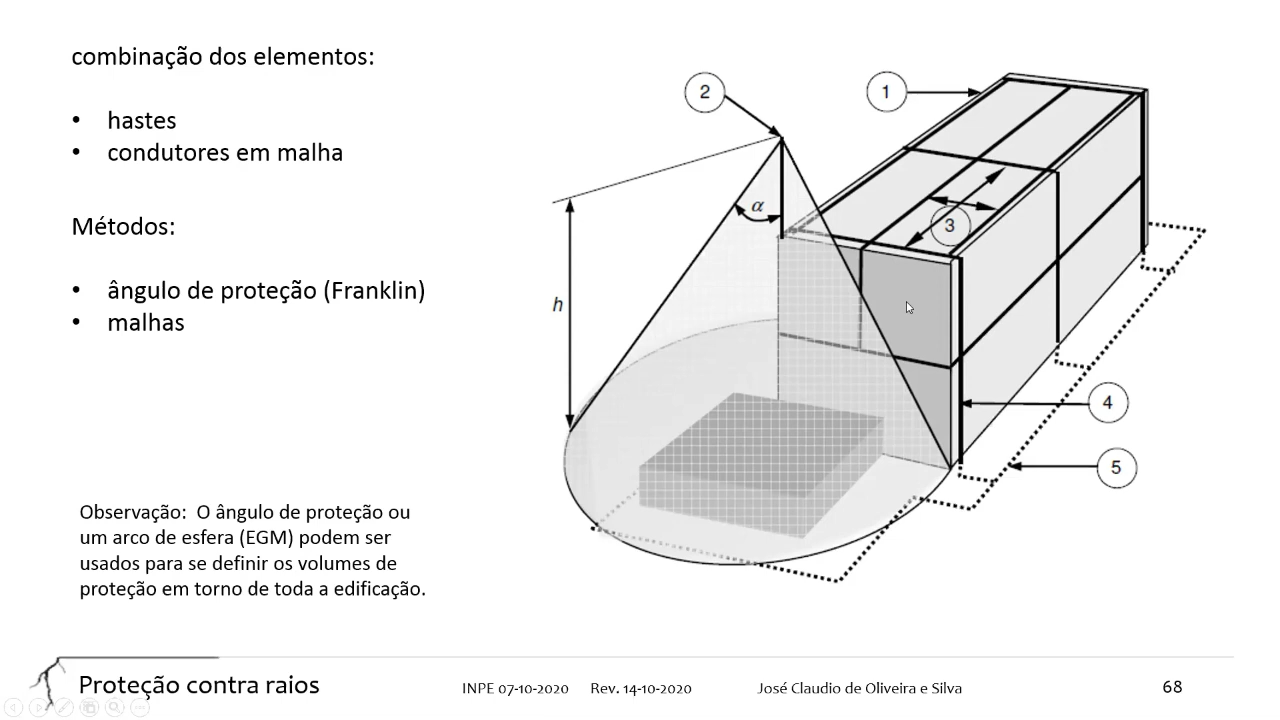 combinação dos elementos:
• hastes
• condutores em malha
Métodos:
• ângulo de proteção (Franklin)
• malhas
Observação: O ângulo de proteção ou
um arco de esfera (EGM) podem ser
usados para se definir os volumes de
proteção em torno de toda a edificação.
2
1
α
3
h
4
5
Proteção contra raios
INPE 07-10-2020 Rev. 14-10-2020 José Claudio de Oliveira e Silva 68